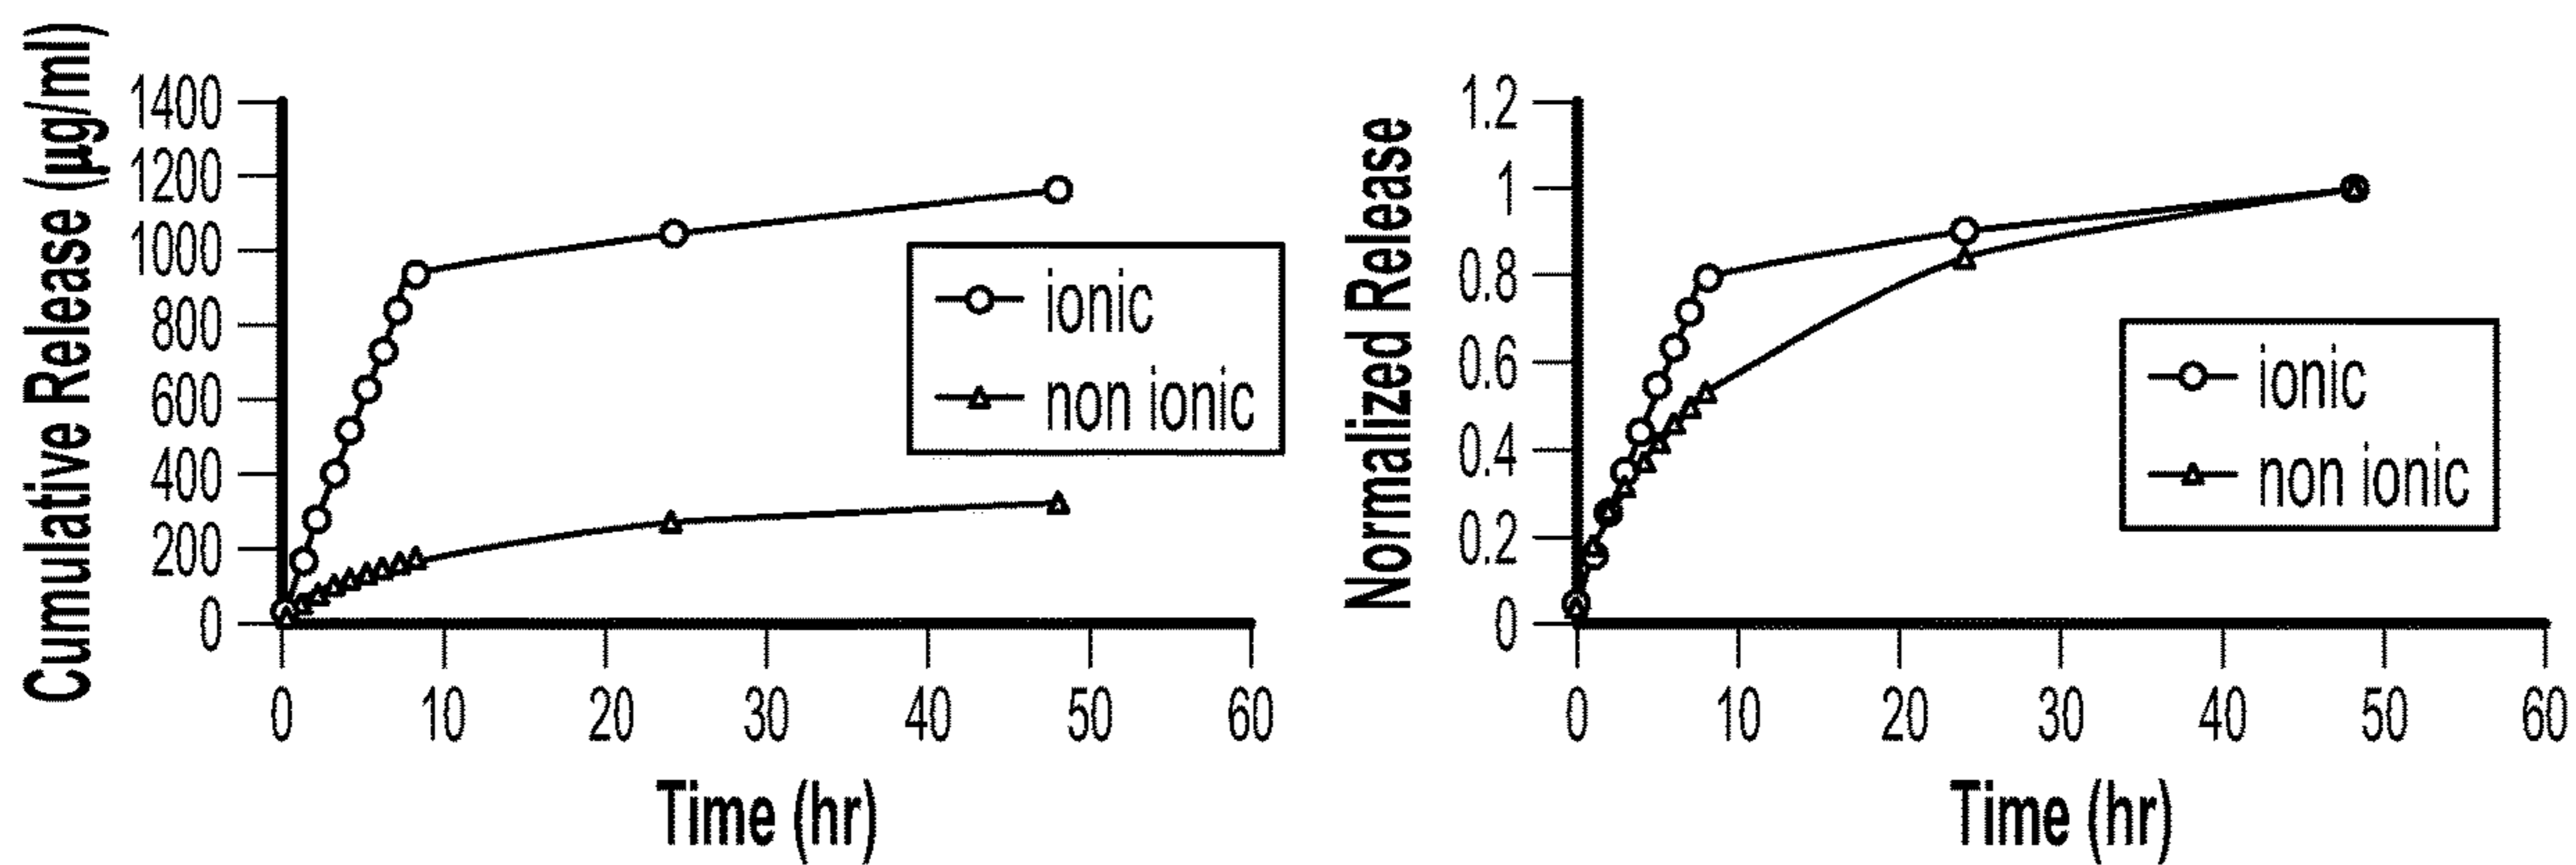 Cumulative Release (µg/ml)
1400
1200
1000
800
600
400
200
0
0 10 20 30 40 50 60
Time (hr)
ionic
non ionic
Normalized Release
1.2
1
0.8
0.6
0.4
0.2
0
0 10 20 30 40 50 60
Time (hr)
ionic
non ionic